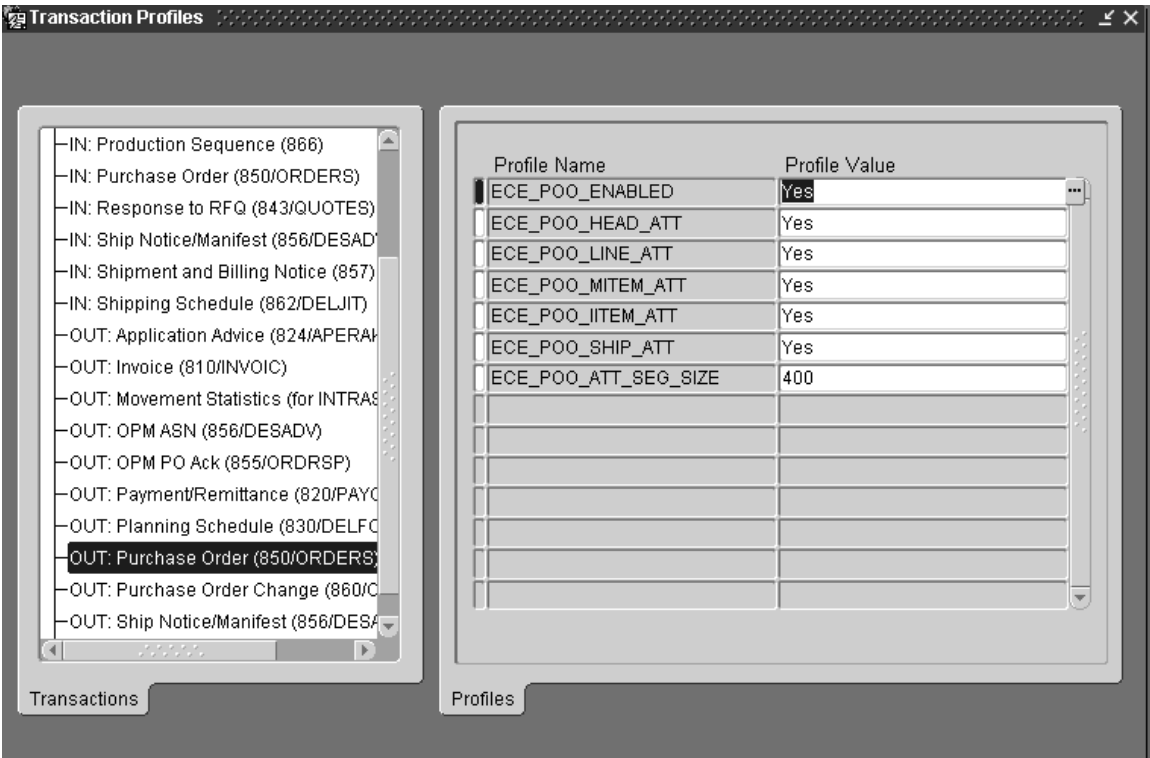 Transaction Profiles
IN: Production Sequence (866)
IN: Purchase Order (850/ORDERS)
IN: Response to RFQ (843/QUOTES)
IN: Ship Notice/Manifest (856/DESAD
IN: Shipment and Billing Notice (857)
IN: Shipping Schedule (862/DELJIT)
OUT: Application Advice (824/APERAK
OUT: Invoice (810/INVOIC)
OUT: Movement Statistics (for INTRAS
OUT: OPM ASN (856/DESADV)
OUT: OPM PO Ack (855/ORDRSP)
OUT: Payment/Remittance (820/PAYO
OUT: Planning Schedule (830/DELFO
OUT: Purchase Order (850/ORDERS)
OUT: Purchase Order Change (860/O
OUT: Ship Notice/Manifest (856/DESA
Transactions
Profile Name Profile Value
ECE_POO_ENABLED Yes
ECE_POO_HEAD_ATT Yes
ECE_POO_LINE_ATT Yes
ECE_POO_MITEM_ATT Yes
ECE_POO_IITEM_ATT Yes
ECE_POO_SHIP_ATT Yes
ECE_POO_ATT_SEG_SIZE 400
Profiles